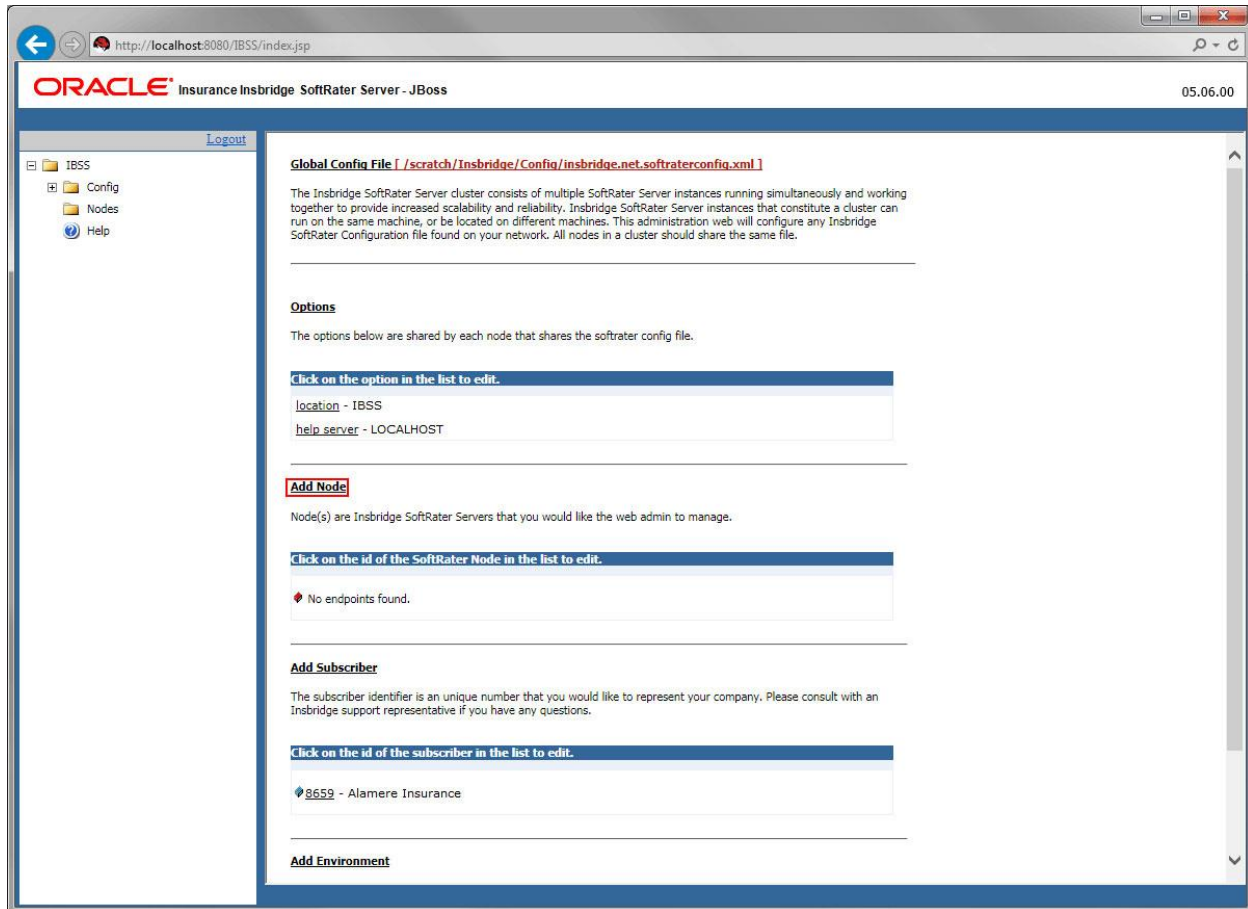 http://localhost:8080/IBSS/index.jsp
ORACLE Insurance Insbridge SoftRater Server - JBoss
05.06.00
Logout
IBSS
Config
Nodes
Help
Global Config File [ /scratch/Insbridge/Config/insbridge.net.softraterconfig.xml ]
The Insbridge SoftRater Server cluster consists of multiple SoftRater Server instances running simultaneously and working
together to provide increased scalability and reliability. Insbridge SoftRater Server instances that constitute a cluster can
run on the same machine, or be located on different machines. This administration web will configure any Insbridge
SoftRater Configuration file found on your network. All nodes in a cluster should share the same file.
Options
The options below are shared by each node that shares the softrater config file.
Click on the option in the list to edit.
location - IBSS
help server - LOCALHOST
Add Node
Node(s) are Insbridge SoftRater Servers that you would like the web admin to manage.
Click on the id of the SoftRater Node in the list to edit.
No endpoints found.
Add Subscriber
The subscriber identifier is an unique number that you would like to represent your company. Please consult with an
Insbridge support representative if you have any questions.
Click on the id of the subscriber in the list to edit.
8659 - Alamere Insurance
Add Environment